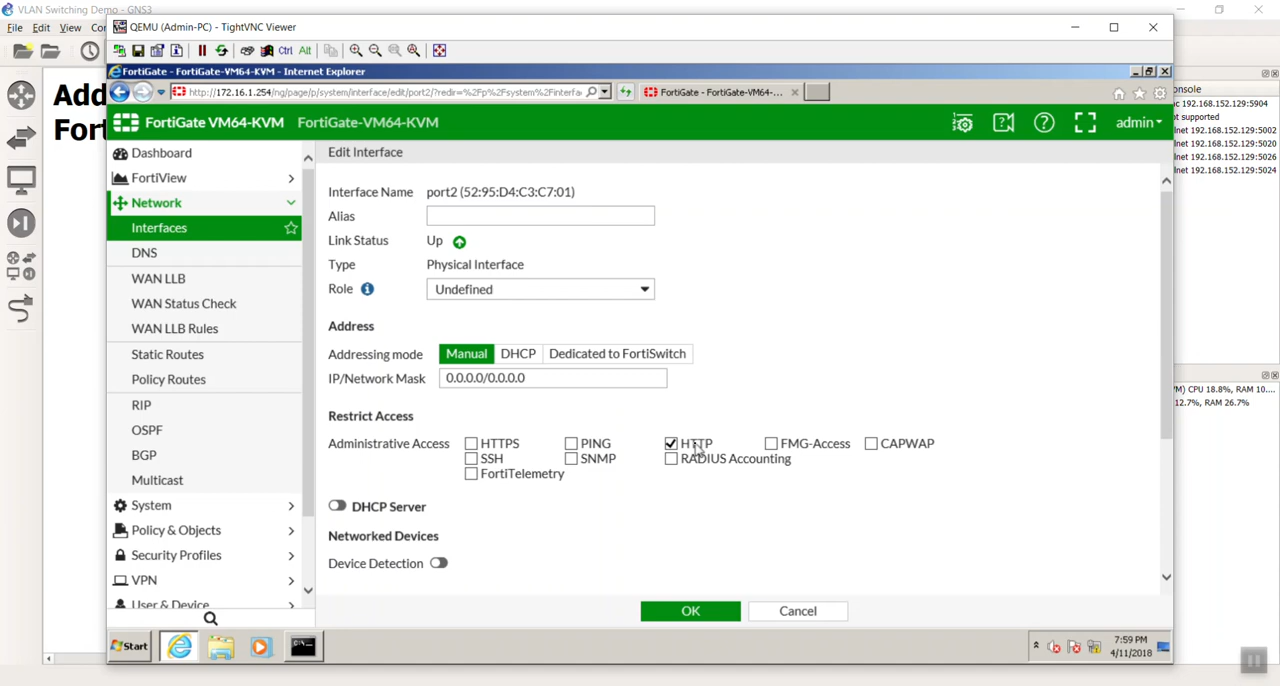 VLAN Switching Demo - GNS3
File Edit View Con
QEMU (Admin-PC) - TightVNC Viewer
Ctrl Alt
FortiGate - FortiGate-VM64-KVM - Internet Explorer
http://172.16.1.254/ng/page/p/system/interface/edit/port2/?redir=%2Fp%2Fsystem%2Finterfa
FortiGate - FortiGate-VM64-...
FortiGate VM64-KVM FortiGate-VM64-KVM
admin
Add
Fort
Dashboard
FortiView
Network
Interfaces
DNS
WAN LLB
WAN Status Check
WAN LLB Rules
Static Routes
Policy Routes
RIP
OSPF
BGP
Multicast
System
Policy & Objects
Security Profiles
VPN
User & Device
Edit Interface
Interface Name port2 (52:95:D4:C3:C7:01)
Alias
Link Status Up
Type Physical Interface
Role Undefined
Address
Addressing mode Manual DHCP Dedicated to FortiSwitch
IP/Network Mask 0.0.0.0/0.0.0.0
Restrict Access
Administrative Access HTTPS PING HTTP FMG-Access CAPWAP
SSH SNMP RADIUS Accounting
FortiTelemetry
DHCP Server
Networked Devices
Device Detection
OK Cancel
onsole
c 192.168.152.129:5904
ot supported
lnet 192.168.152.129:5002
lnet 192.168.152.129:5020
lnet 192.168.152.129:5026
lnet 192.168.152.129:5024
M) CPU 18.8%, RAM 10....
12.7%, RAM 26.7%
Start
7:59 PM
4/11/2018